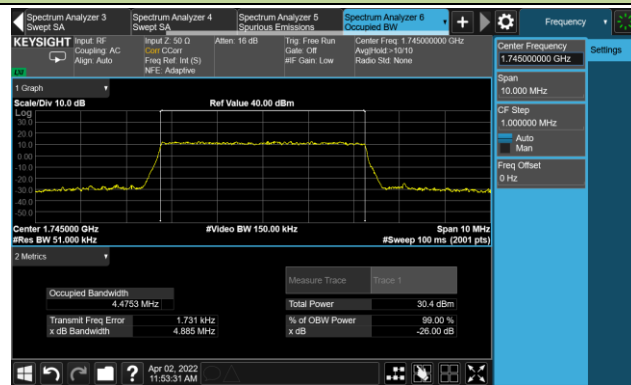 Spectrum Analyzer 3
Swept SA
Spectrum Analyzer 4
Swept SA
Spectrum Analyzer 5
Spurious Emissions
Spectrum Analyzer 6
Occupied BW
Frequency
KEYSIGHT
Input: RF
Coupling: AC
Align: Auto
Input Z: 50 Ω
Corr CCorr
Freq Ref: Int (S)
NFE: Adaptive
Atten: 16 dB
Trig: Free Run
Gate: Off
#IF Gain: Low
Center Freq: 1.745000000 GHz
Avg|Hold:>10/10
Radio Std: None
Center Frequency
1.745000000 GHz
Settings
Span
10.000 MHz
CF Step
1.000000 MHz
Auto
Man
Freq Offset
0 Hz
1 Graph
Scale/Div 10.0 dB
Ref Value 40.00 dBm
Log
30.0
20.0
10.0
0.00
-10.0
-20.0
-30.0
-40.0
-50.0
Center 1.745000 GHz
#Res BW 51.000 kHz
#Video BW 150.00 kHz
Span 10 MHz
#Sweep 100 ms (2001 pts)
2 Metrics
Measure Trace
Trace 1
Occupied Bandwidth
4.4753 MHz
Total Power
30.4 dBm
Transmit Freq Error
1.731 kHz
% of OBW Power
99.00 %
x dB Bandwidth
4.885 MHz
x dB
-26.00 dB
Apr 02, 2022
11:53:31 AM